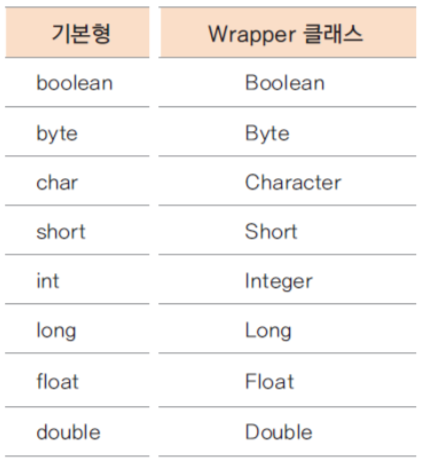 기본형 Wrapper 클래스
boolean Boolean
byte Byte
char Character
short Short
int Integer
long Long
float Float
double Double